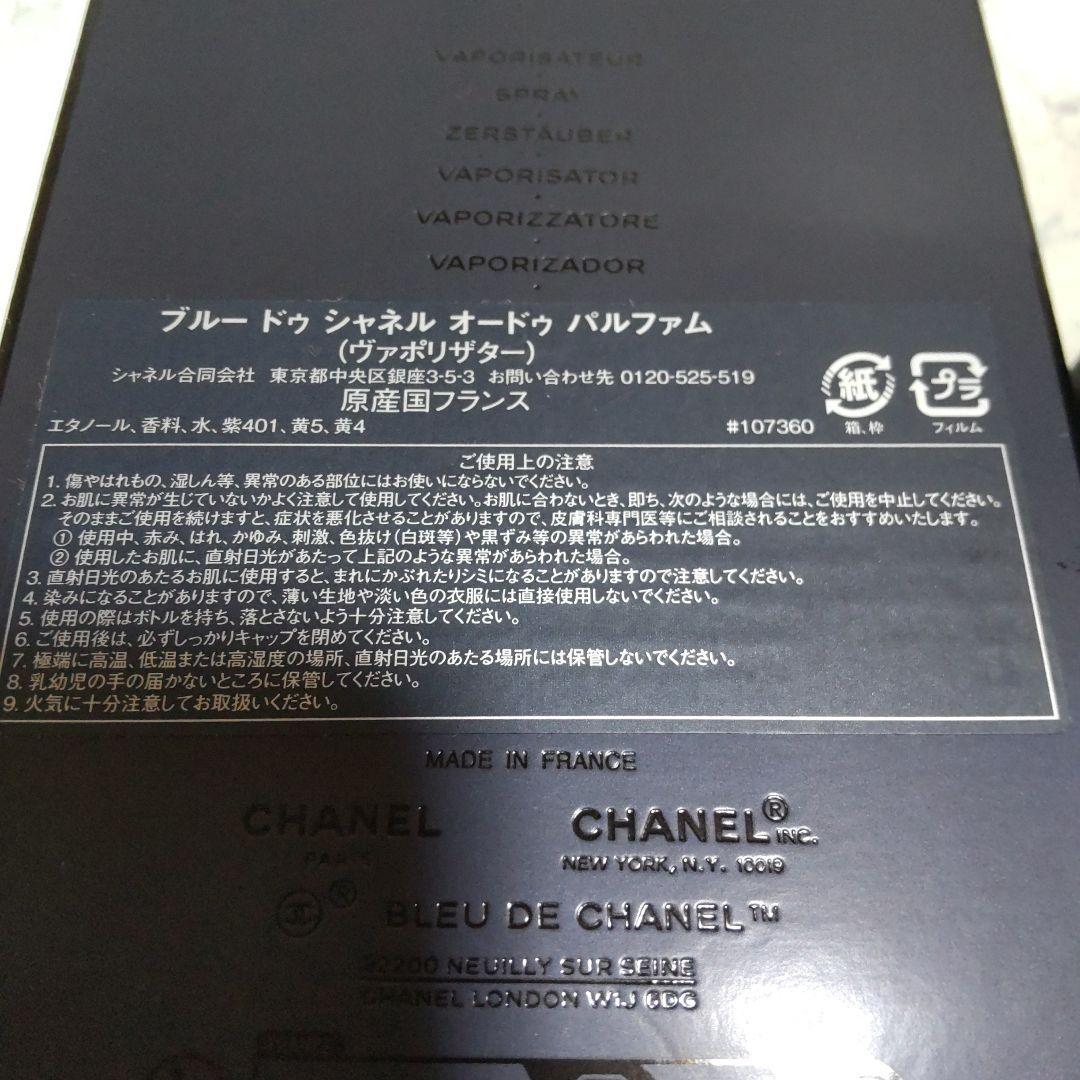 VAPORISATEUR
SPRAY
ZERSTÄUBER
VAPORISATOR
VAPORIZZATORE
VAPORIZADOR
ブルー ドゥ シャネル オードゥ パルファム
(ヴァポリザター)
シャネル合同会社 東京都中央区銀座3-5-3 お問い合わせ先 0120-525-519
原産国フランス
エタノール、香料、水、紫401、黄5、黄4 #107360
紙 プラ
箱、枠 フィルム
ご使用上の注意
1. 傷やはれもの、湿しん等、異常のある部位にはお使いにならないでください。
2. お肌に異常が生じていないかよく注意して使用してください。お肌に合わないとき、即ち、次のような場合には、ご使用を中止してください。
そのままご使用を続けますと、症状を悪化させることがありますので、皮膚科専門医等にご相談されることをおすすめいたします。
① 使用中、赤み、はれ、かゆみ、刺激、色抜け(白斑等)や黒ずみ等の異常があらわれた場合。
② 使用したお肌に、直射日光があたって上記のような異常があらわれた場合。
3. 直射日光のあたるお肌に使用すると、まれにかぶれたりシミになることがありますので注意してください。
4. 染みになることがありますので、薄い生地や淡い色の衣服には直接使用しないでください。
5. 使用の際はボトルを持ち、落とさないよう十分注意してください。
6. ご使用後は、必ずしっかりキャップを閉めてください。
7. 極端に高温、低温または高湿度の場所、直射日光のあたる場所には保管しないでください。
8. 乳幼児の手の届かないところに保管してください。
9. 火気に十分注意してお取扱いください。
MADE IN FRANCE
CHANEL CHANEL® INC.
PARIS NEW YORK, N.Y. 10019
® BLEU DE CHANEL™
92200 NEUILLY SUR SEINE
CHANEL LONDON W1J 6DG